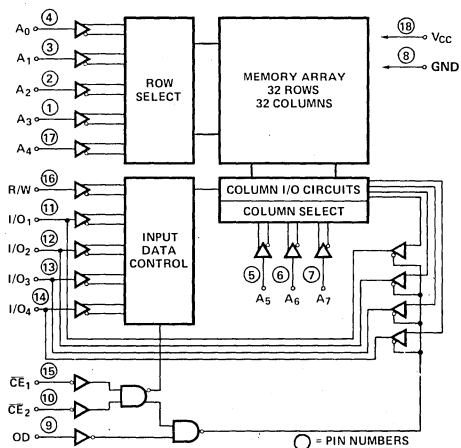 ④
A₀
③
A₁
②
A₂
①
A₃
⑰
A₄
ROW
SELECT
MEMORY ARRAY
32 ROWS
32 COLUMNS
⑱
VCC
⑧
GND
⑯
R/W
⑪
I/O₁
⑫
I/O₂
⑬
I/O₃
⑭
I/O₄
INPUT
DATA
CONTROL
COLUMN I/O CIRCUITS
COLUMN SELECT
⑤ ⑥ ⑦
A₅ A₆ A₇
⑮
C̅E̅₁
⑩
C̅E̅₂
⑨
OD
◯ = PIN NUMBERS